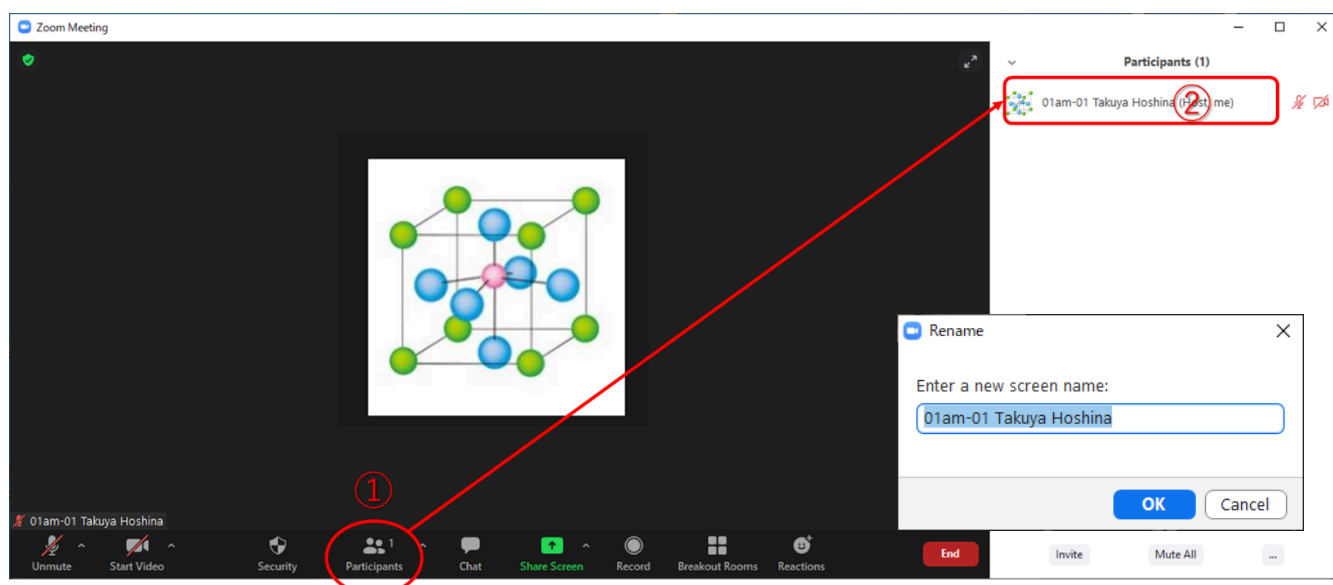 Zoom Meeting
Participants (1)
01am-01 Takuya Hoshina (Host, me)
②
Rename
Enter a new screen name:
01am-01 Takuya Hoshina
OK
Cancel
①
01am-01 Takuya Hoshina
1
Unmute
Start Video
Security
Participants
Chat
Share Screen
Record
Breakout Rooms
Reactions
End
Invite
Mute All
...